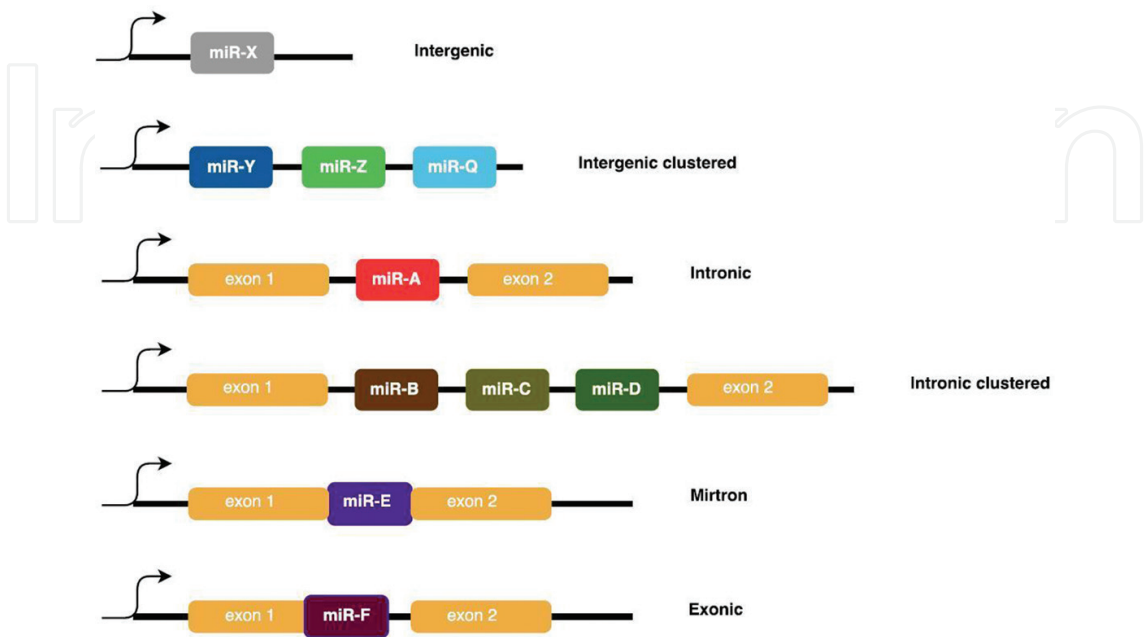 miR-X Intergenic
miR-Y miR-Z miR-Q Intergenic clustered
exon 1 miR-A exon 2 Intronic
exon 1 miR-B miR-C miR-D exon 2 Intronic clustered
exon 1 miR-E exon 2 Mirtron
exon 1 miR-F exon 2 Exonic